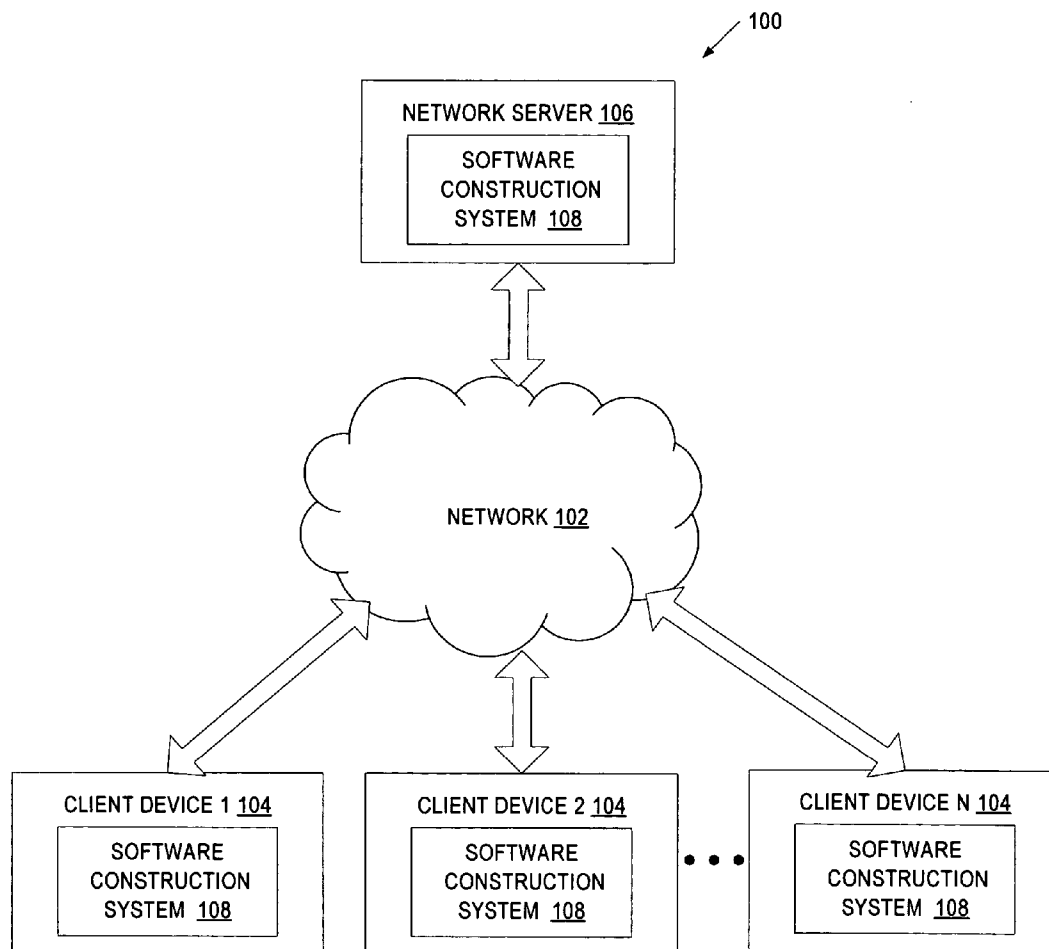 100
NETWORK SERVER 106
SOFTWARE
CONSTRUCTION
SYSTEM 108
NETWORK 102
CLIENT DEVICE 1 104
SOFTWARE
CONSTRUCTION
SYSTEM 108
CLIENT DEVICE 2 104
SOFTWARE
CONSTRUCTION
SYSTEM 108
CLIENT DEVICE N 104
SOFTWARE
CONSTRUCTION
SYSTEM 108